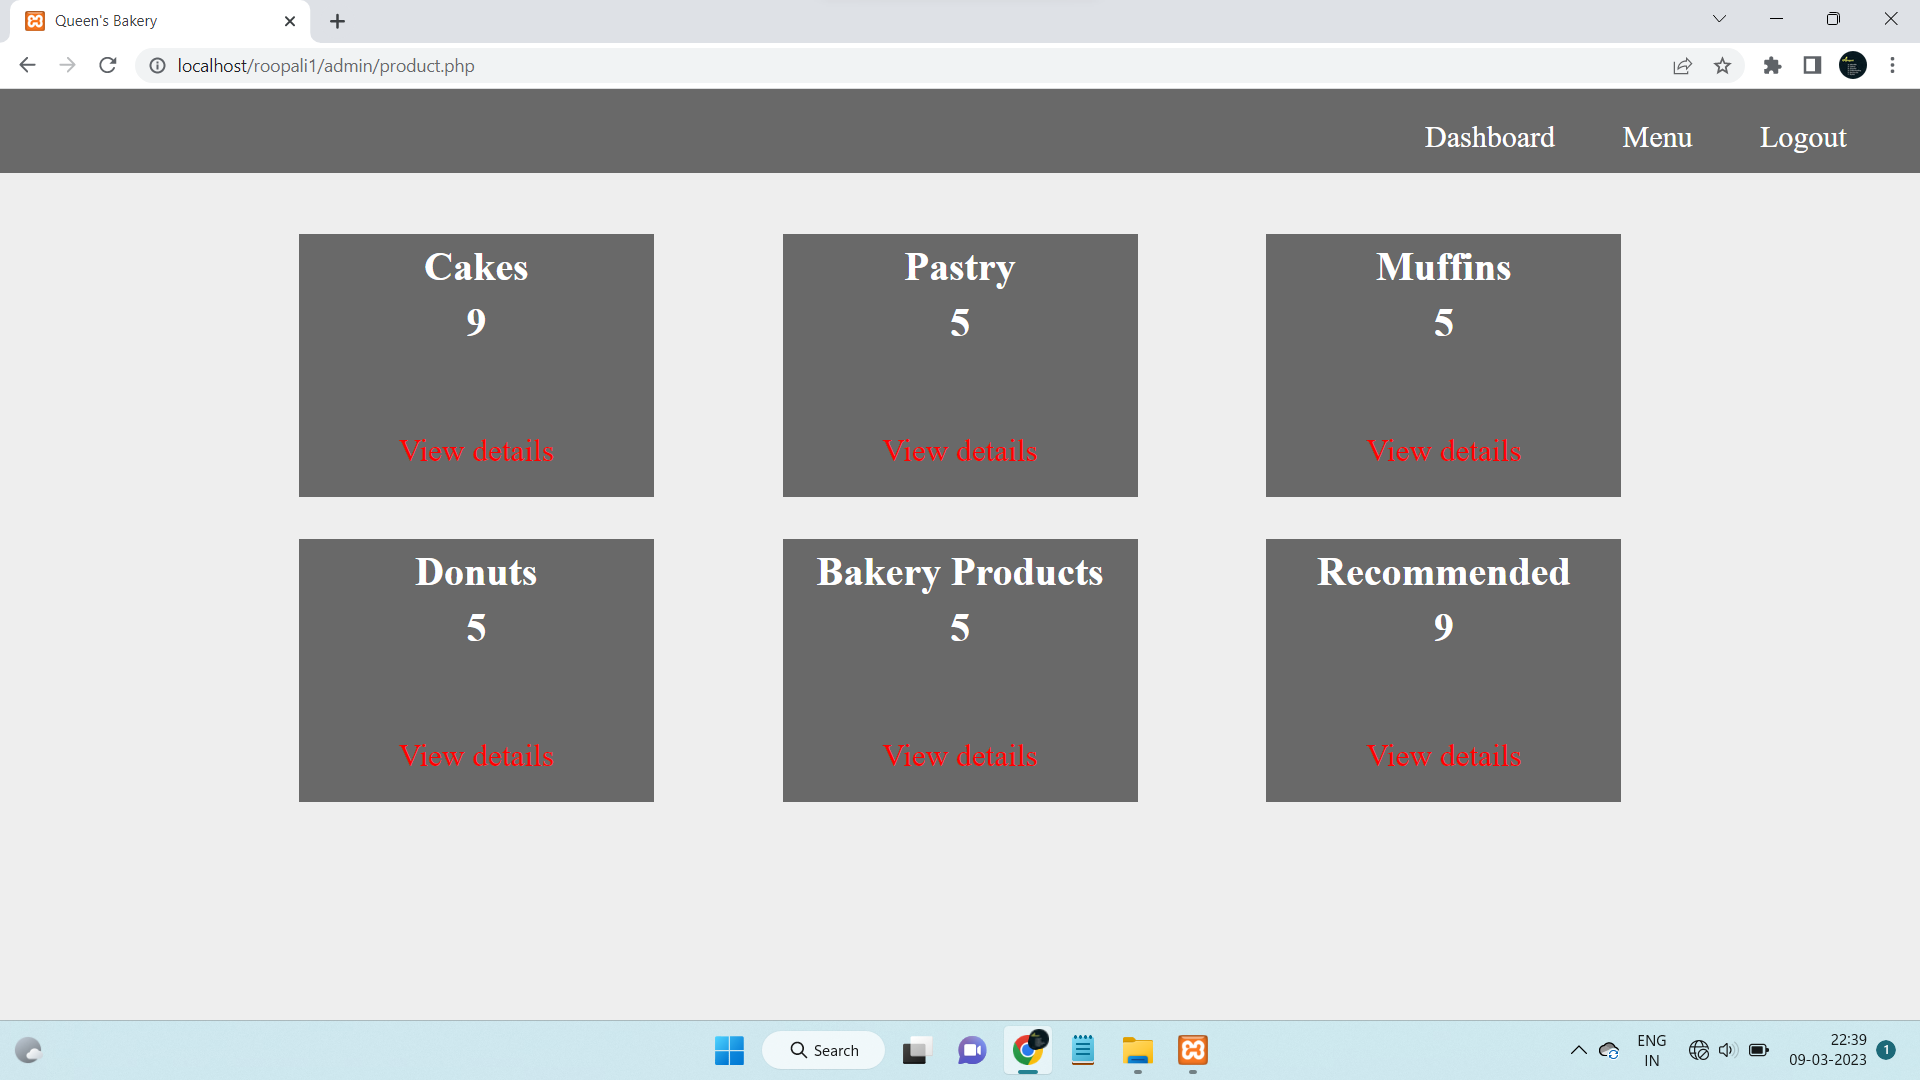 Queen's Bakery
localhost/roopali1/admin/product.php
Dashboard Menu Logout
Cakes Pastry Muffins
9 5 5
View details View details View details
Donuts Bakery Products Recommended
5 5 9
View details View details View details
Search
ENG
IN
22:39
09-03-2023
1